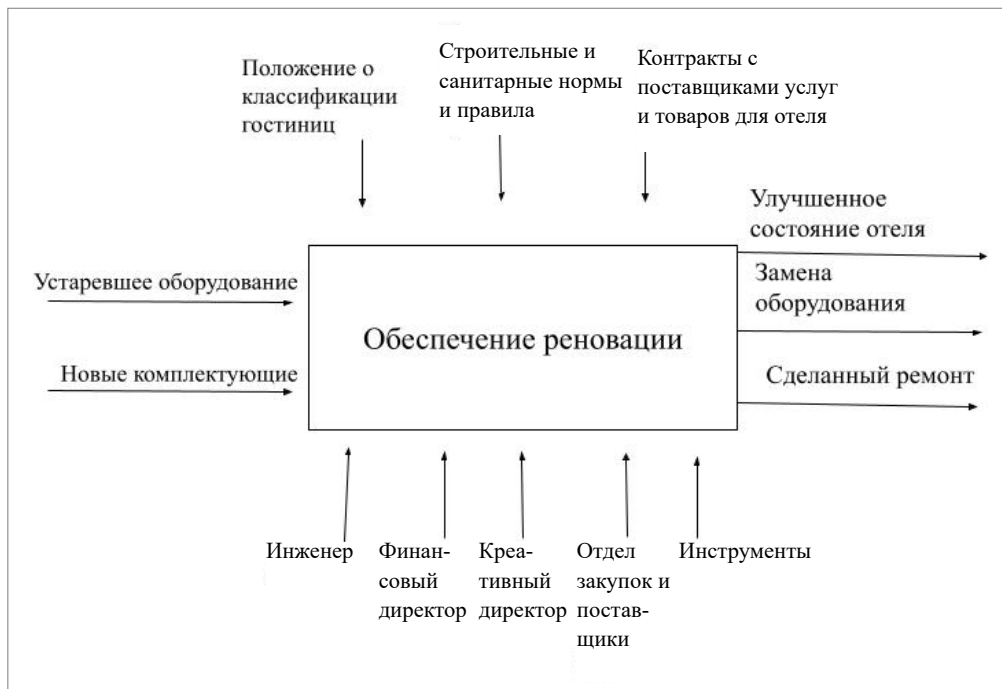 Положение о
классификации
гостиниц
Строительные и
санитарные нормы
и правила
Контракты с
поставщиками услуг
и товаров для отеля
Устаревшее оборудование
Новые комплектующие
Обеспечение реновации
Улучшенное
состояние отеля
Замена
оборудования
Сделанный ремонт
Инженер
Финан-
совый
директор
Креа-
тивный
директор
Отдел
закупок и
постав-
щики
Инструменты